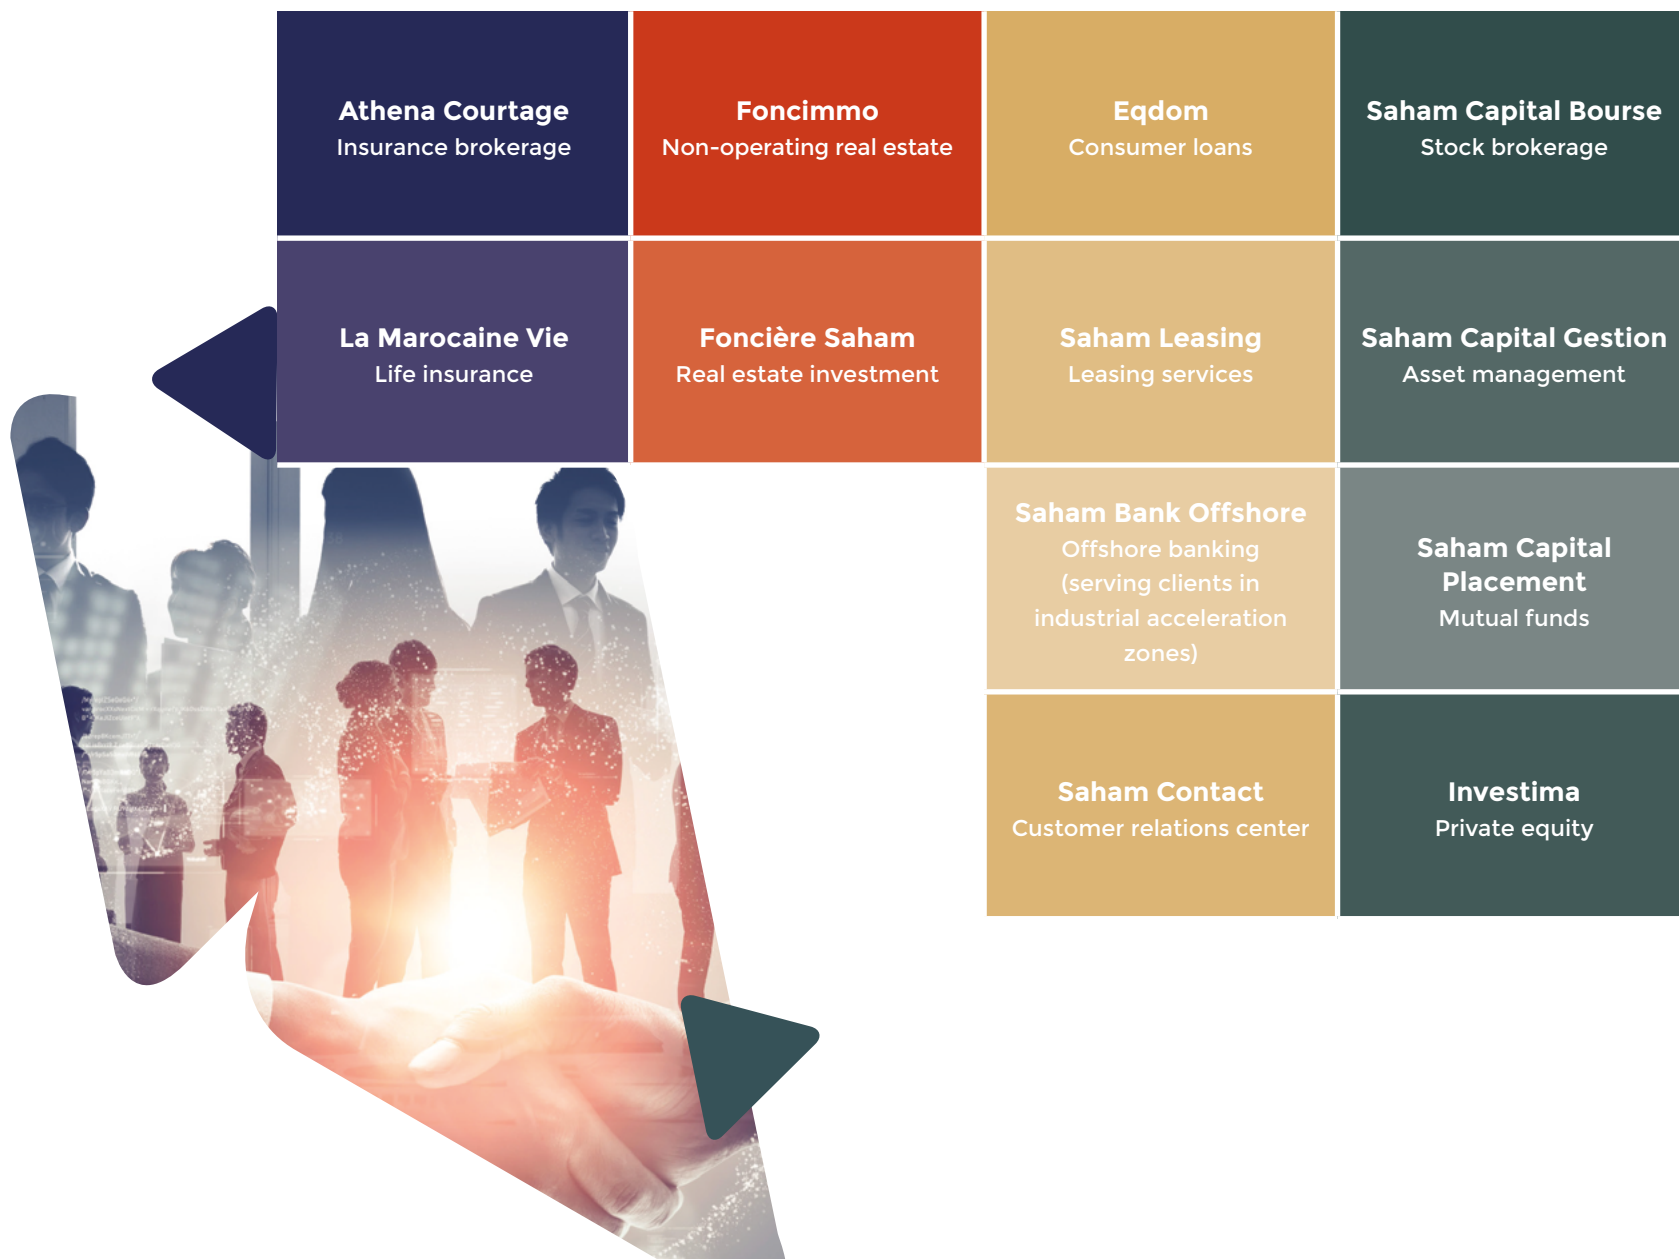 Athena Courtage
Insurance brokerage
Foncimmo
Non-operating real estate
Eqdom
Consumer loans
Saham Capital Bourse
Stock brokerage
La Marocaine Vie
Life insurance
Foncière Saham
Real estate investment
Saham Leasing
Leasing services
Saham Capital Gestion
Asset management
Saham Bank Offshore
Offshore banking
(serving clients in
industrial acceleration
zones)
Saham Capital
Placement
Mutual funds
Saham Contact
Customer relations center
Investima
Private equity